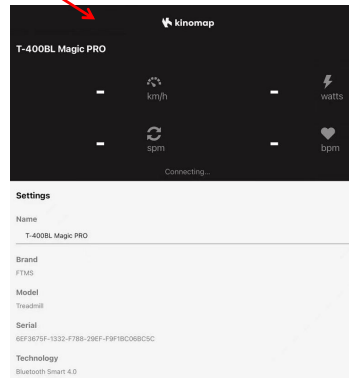 kinomap
T-400BL Magic PRO
- km/h - watts
- spm - bpm
Connecting...
Settings
Name
T-400BL Magic PRO
Brand
FTMS
Model
Treadmill
Serial
6EF3675F-1332-F788-29EF-F9F1BC06BC5C
Technology
Bluetooth Smart 4.0